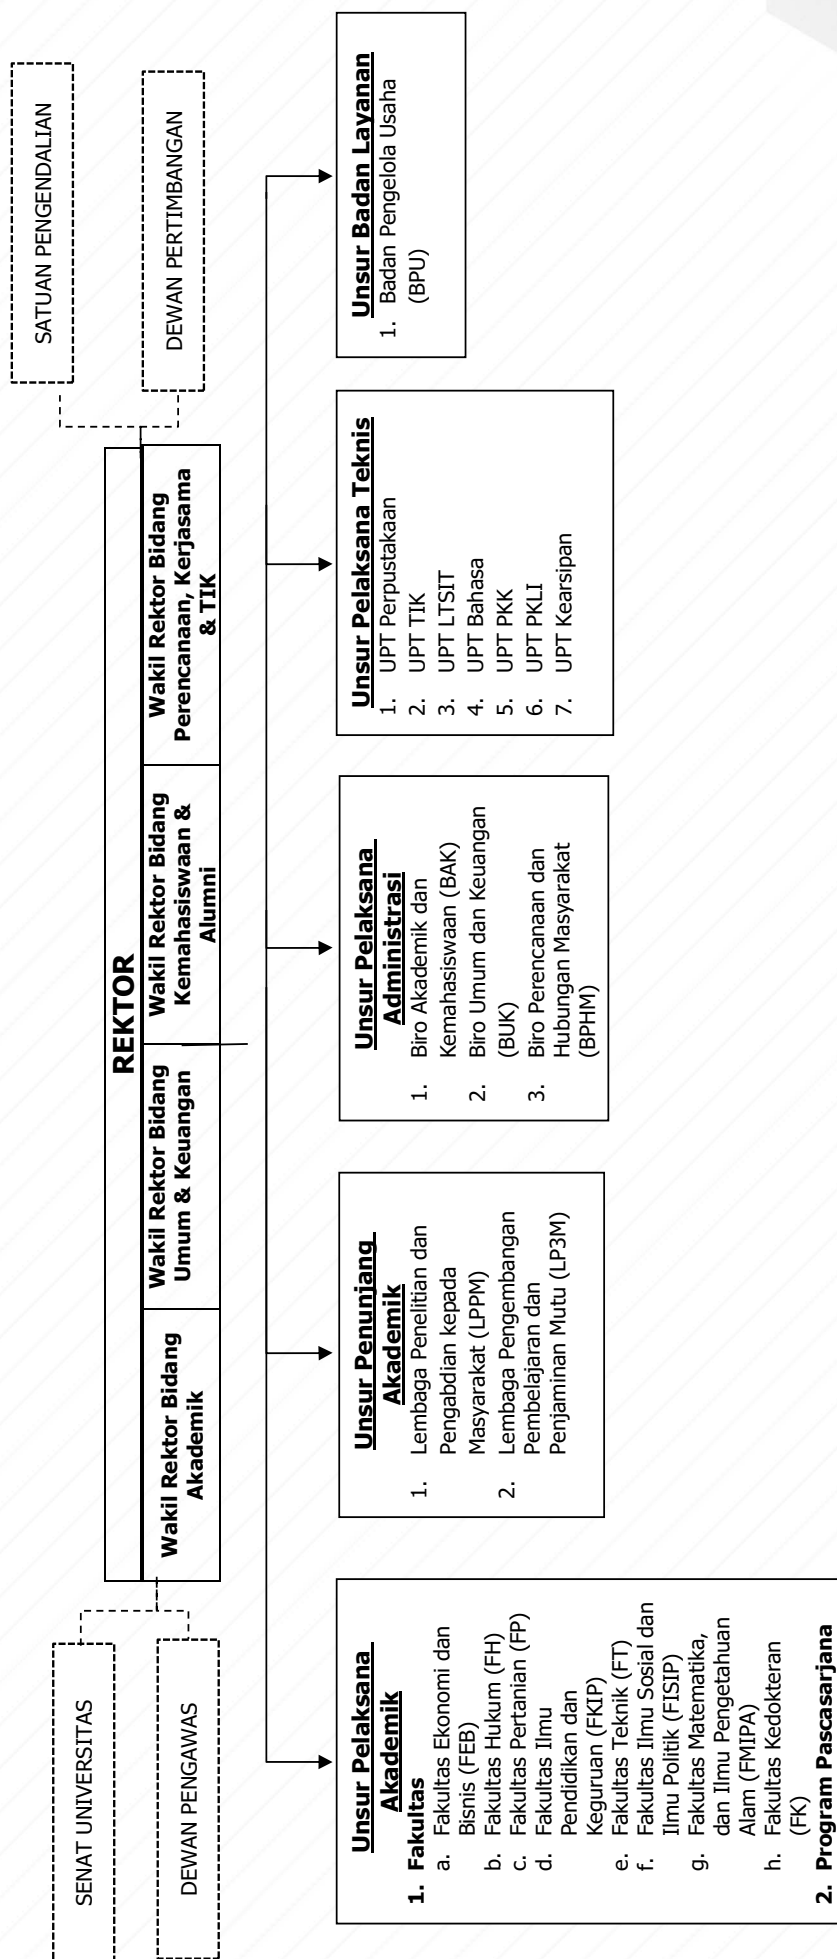 SENAT UNIVERSITAS
DEWAN PENGAWAS
REKTOR
Wakil Rektor Bidang
Akademik
Wakil Rektor Bidang
Umum & Keuangan
Wakil Rektor Bidang
Kemahasiswaan &
Alumni
Wakil Rektor Bidang
Perencanaan, Kerjasama
& TIK
SATUAN PENGENDALIAN
DEWAN PERTIMBANGAN
Unsur Pelaksana
Akademik
1. Fakultas
a. Fakultas Ekonomi dan
Bisnis (FEB)
b. Fakultas Hukum (FH)
c. Fakultas Pertanian (FP)
d. Fakultas Ilmu
Pendidikan dan
Keguruan (FKIP)
e. Fakultas Teknik (FT)
f. Fakultas Ilmu Sosial dan
Ilmu Politik (FISIP)
g. Fakultas Matematika,
dan Ilmu Pengetahuan
Alam (FMIPA)
h. Fakultas Kedokteran
(FK)
2. Program Pascasarjana
Unsur Penunjang
Akademik
1. Lembaga Penelitian dan
Pengabdian kepada
Masyarakat (LPPM)
2. Lembaga Pengembangan
Pembelajaran dan
Penjaminan Mutu (LP3M)
Unsur Pelaksana
Administrasi
1. Biro Akademik dan
Kemahasiswaan (BAK)
2. Biro Umum dan Keuangan
(BUK)
3. Biro Perencanaan dan
Hubungan Masyarakat
(BPHM)
Unsur Pelaksana Teknis
1. UPT Perpustakaan
2. UPT TIK
3. UPT LTSIT
4. UPT Bahasa
5. UPT PKK
6. UPT PKLI
7. UPT Kearsipan
Unsur Badan Layanan
1. Badan Pengelola Usaha
(BPU)